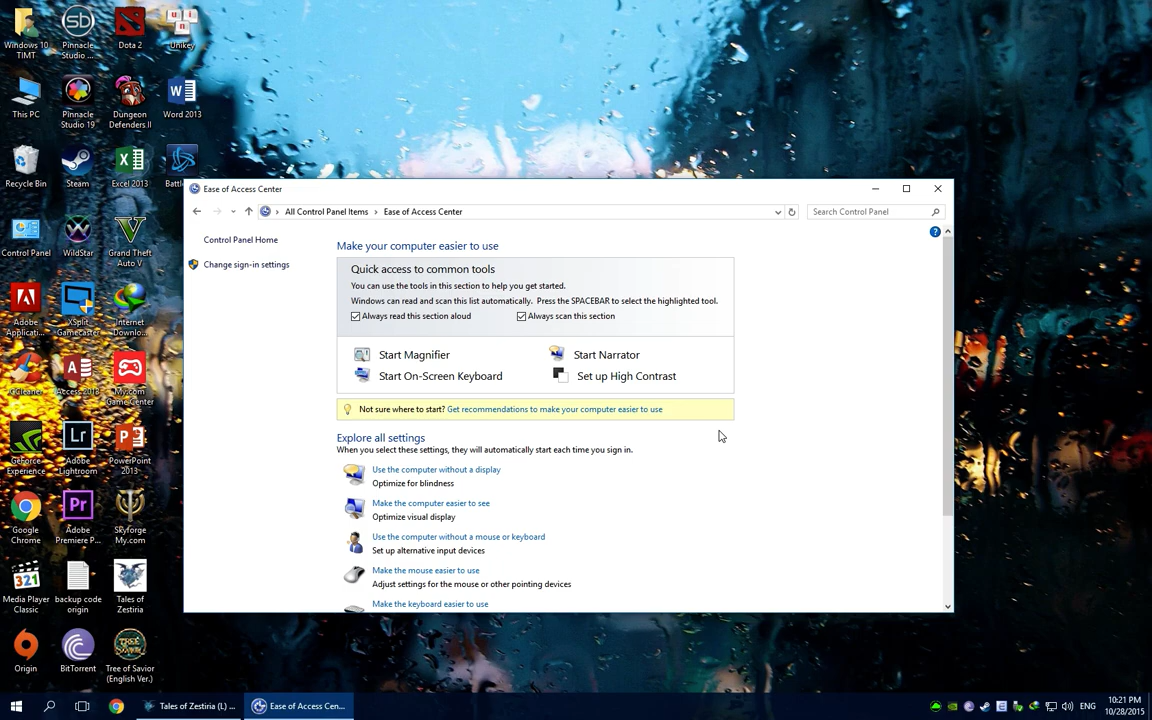 Windows 10
TIMT
Pinnacle
Studio ...
Dota 2
Unikey
This PC
Pinnacle
Studio 19
Dungeon
Defenders II
Word 2013
Recycle Bin
Steam
Excel 2013
Battl
Control Panel
WildStar
Grand Theft
Auto V
Adobe
Applicati...
XSplit
Gamecaster
Internet
Downlo...
CCleaner
Access 2013
My.com
Game Center
GeForce
Experience
Adobe
Lightroom
PowerPoint
2013
Google
Chrome
Adobe
Premiere P...
Skyforge
My.com
Media Player
Classic
backup code
origin
Tales of
Zestiria
Origin
BitTorrent
Tree of Savior
(English Ver.)
Ease of Access Center
All Control Panel Items
Ease of Access Center
Search Control Panel
Control Panel Home
Change sign-in settings
Make your computer easier to use
Quick access to common tools
You can use the tools in this section to help you get started.
Windows can read and scan this list automatically. Press the SPACEBAR to select the highlighted tool.
Always read this section aloud
Always scan this section
Start Magnifier
Start Narrator
Start On-Screen Keyboard
Set up High Contrast
Not sure where to start? Get recommendations to make your computer easier to use
Explore all settings
When you select these settings, they will automatically start each time you sign in.
Use the computer without a display
Optimize for blindness
Make the computer easier to see
Optimize visual display
Use the computer without a mouse or keyboard
Set up alternative input devices
Make the mouse easier to use
Adjust settings for the mouse or other pointing devices
Make the keyboard easier to use
Tales of Zestiria (L) ...
Ease of Access Cen...
ENG
10:21 PM
10/28/2015